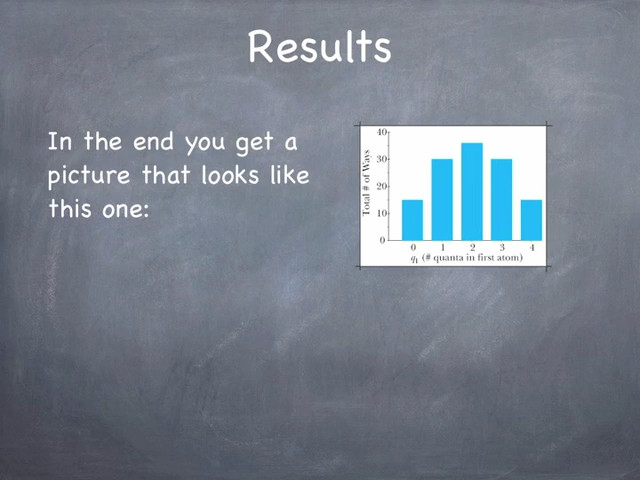 Results
In the end you get a
picture that looks like
this one:
40
30
20
10
0
Total # of Ways
0 1 2 3 4
q1 (# quanta in first atom)